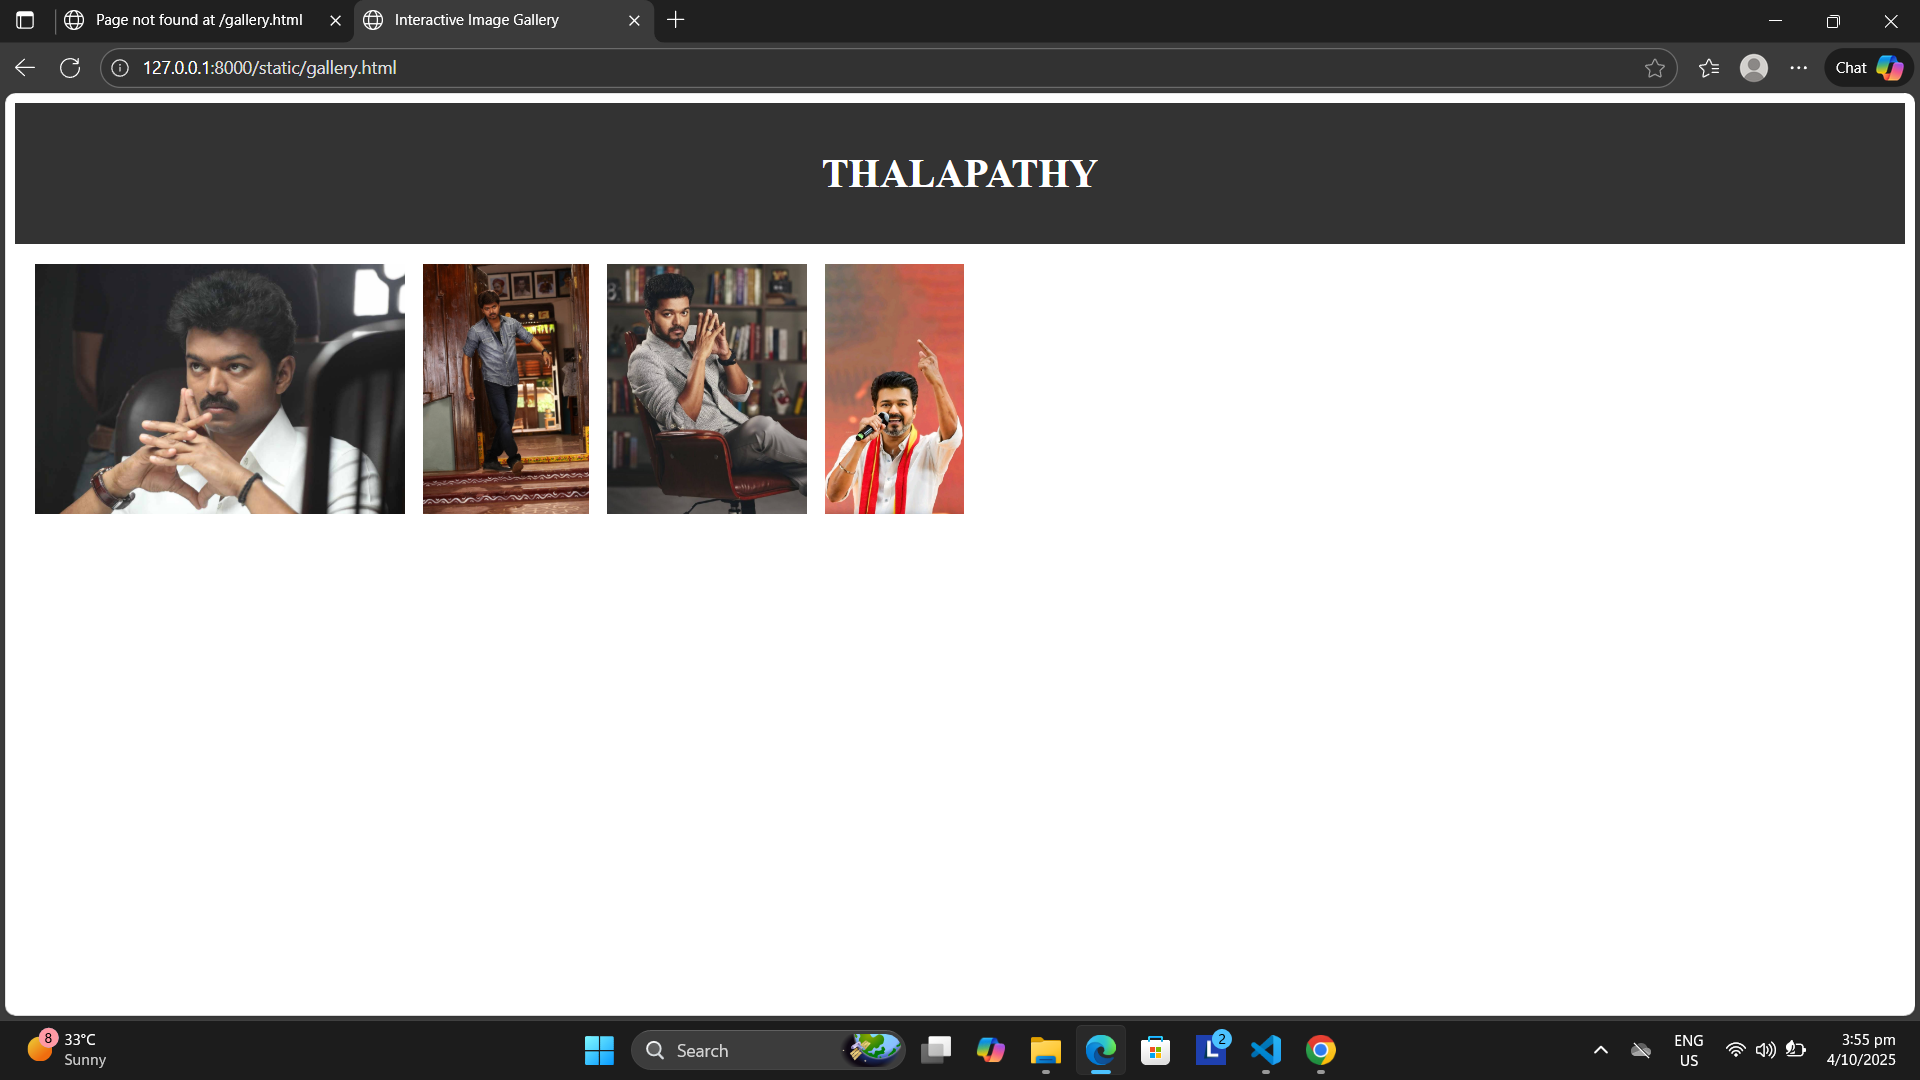 Page not found at /gallery.html
Interactive Image Gallery
127.0.0.1:8000/static/gallery.html
Chat
THALAPATHY
8
33°C
Sunny
Search
L
2
ENG
US
3:55 pm
4/10/2025